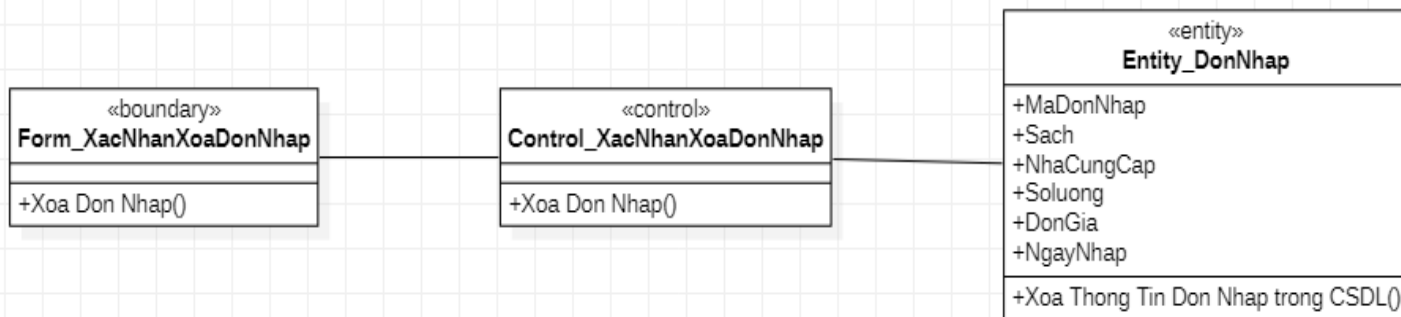 «boundary»
Form_XacNhanXoaDonNhap
+Xoa Don Nhap()
«control»
Control_XacNhanXoaDonNhap
+Xoa Don Nhap()
«entity»
Entity_DonNhap
+MaDonNhap
+Sach
+NhaCungCap
+Soluong
+DonGia
+NgayNhap
+Xoa Thong Tin Don Nhap trong CSDL()